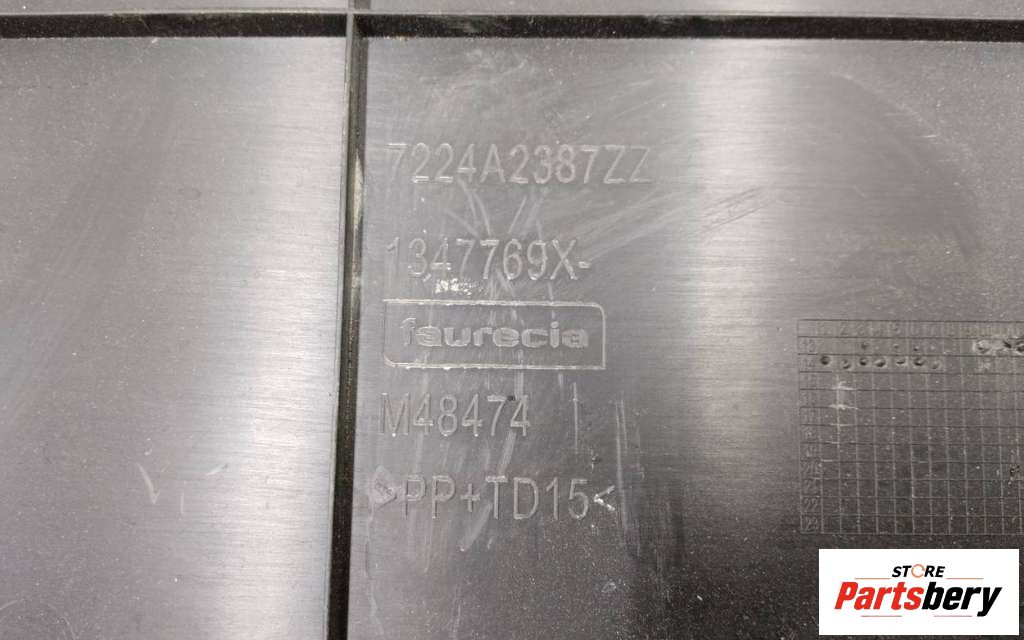 7224A2387ZZ
1347769X-
faurecia
M48474
>PP+TD15<
STORE
Partsbery